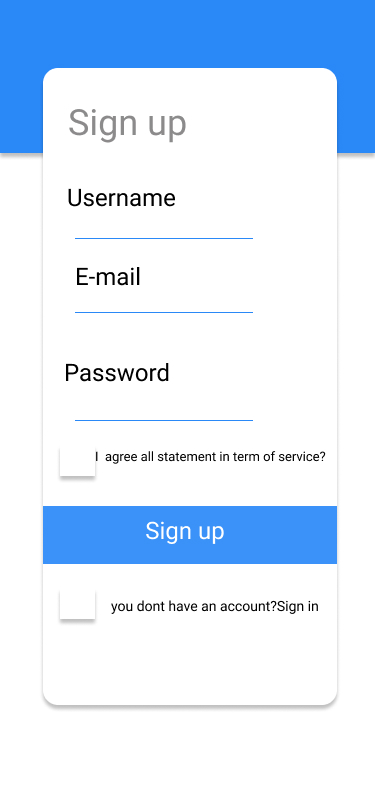 Sign up
Username
E-mail
Password
I agree all statement in term of service?
Sign up
you dont have an account?Sign in